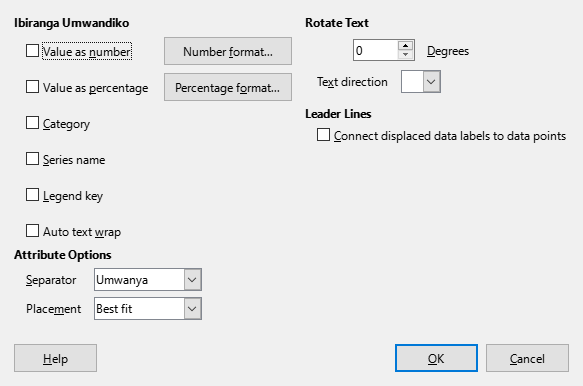 Ibiranga Umwandiko
Value as number
Number format...
Value as percentage
Percentage format...
Category
Series name
Legend key
Auto text wrap
Attribute Options
Separator
Umwanya
Placement
Best fit
Rotate Text
0
Degrees
Text direction
Leader Lines
Connect displaced data labels to data points
Help
OK
Cancel